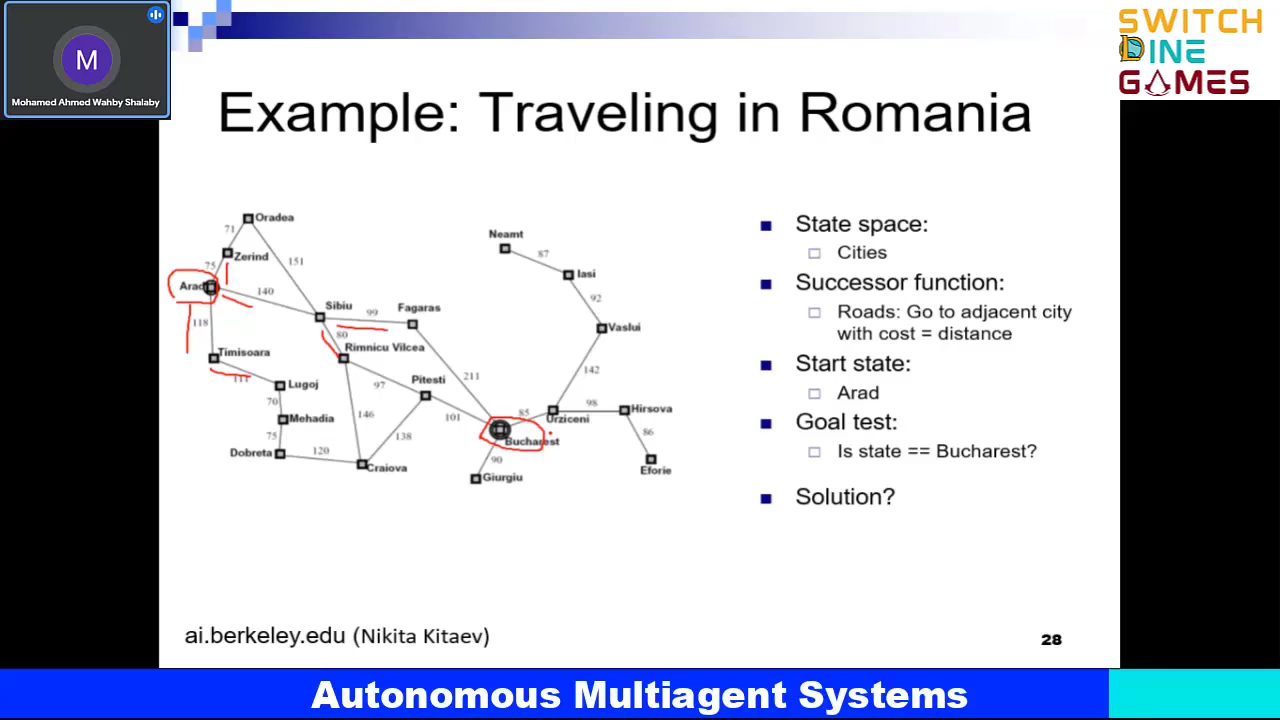 M
Mohamed Ahmed Wahby Shalaby
SWITCH
DINE
GAMES
Example: Traveling in Romania
Oradea
71
Zerind
75
151
Arad
140
118
Sibiu
99
Fagaras
80
Timisoara
Rimnicu Vilcea
111
Lugoj
97
Pitesti
211
70
Mehadia
146
101
75
138
Dobreta
120
Craiova
Neamt
87
Iasi
92
Vaslui
142
98
Hirsova
85
Urziceni
86
Bucharest
90
Giurgiu
Eforie
State space:
Cities
Successor function:
Roads: Go to adjacent city
with cost = distance
Start state:
Arad
Goal test:
Is state == Bucharest?
Solution?
ai.berkeley.edu (Nikita Kitaev)
28
Autonomous Multiagent Systems